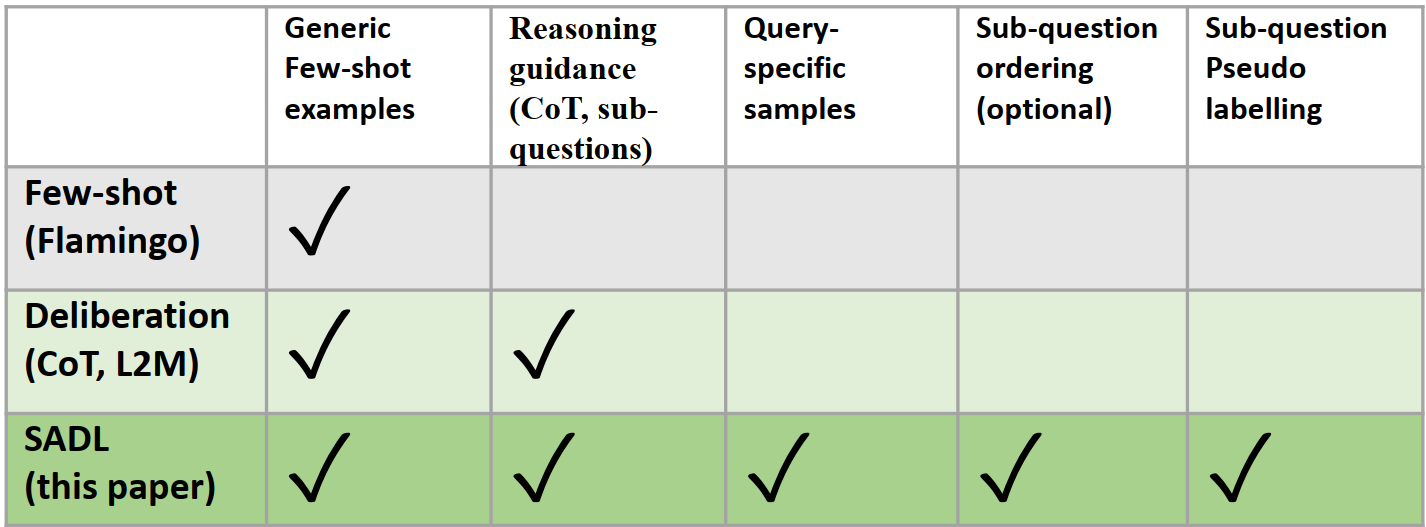 Generic
Few-shot
examples
Reasoning
guidance
(CoT, sub-
questions)
Query-
specific
samples
Sub-question
ordering
(optional)
Sub-question
Pseudo
labelling
Few-shot
(Flamingo)
✓
Deliberation
(CoT, L2M)
✓ ✓
SADL
(this paper)
✓ ✓ ✓ ✓ ✓